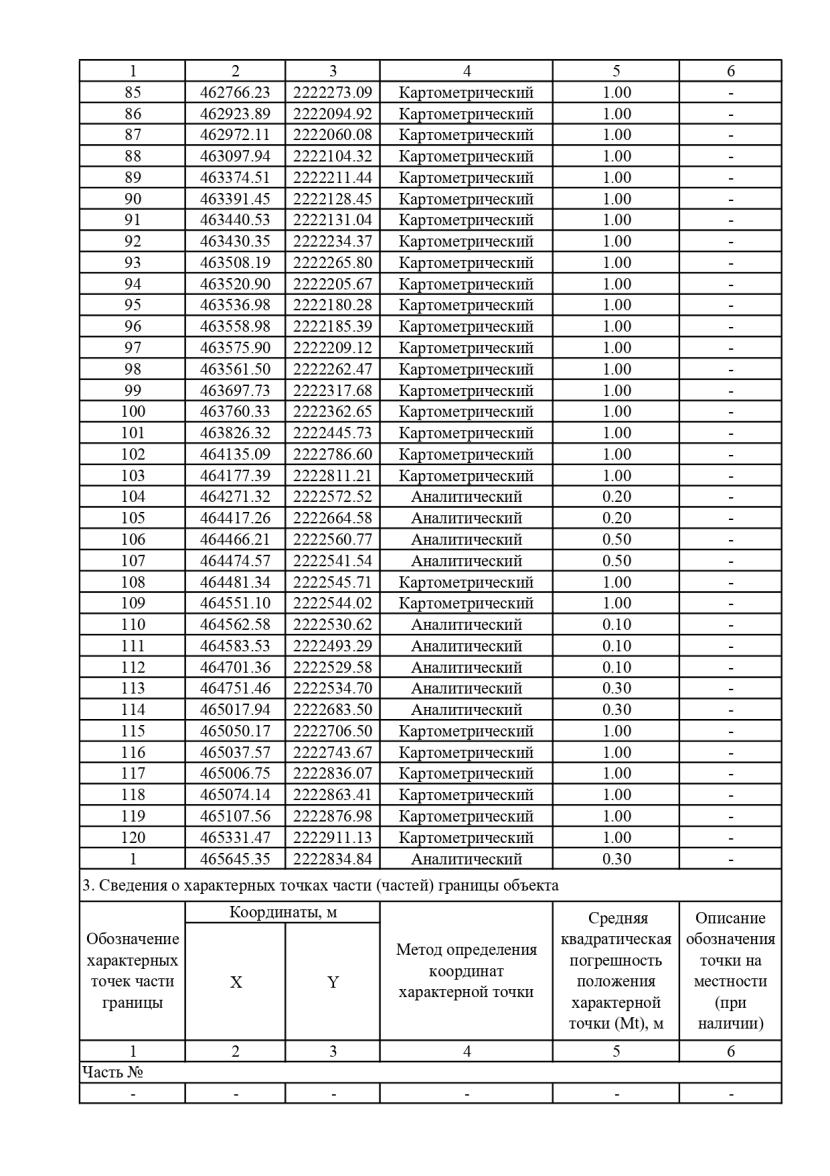 1 2 3 4 5 6
85 462766.23 2222273.09 Картометрический 1.00 -
86 462923.89 2222094.92 Картометрический 1.00 -
87 462972.11 2222060.08 Картометрический 1.00 -
88 463097.94 2222104.32 Картометрический 1.00 -
89 463374.51 2222211.44 Картометрический 1.00 -
90 463391.45 2222128.45 Картометрический 1.00 -
91 463440.53 2222131.04 Картометрический 1.00 -
92 463430.35 2222234.37 Картометрический 1.00 -
93 463508.19 2222265.80 Картометрический 1.00 -
94 463520.90 2222205.67 Картометрический 1.00 -
95 463536.98 2222180.28 Картометрический 1.00 -
96 463558.98 2222185.39 Картометрический 1.00 -
97 463575.90 2222209.12 Картометрический 1.00 -
98 463561.50 2222262.47 Картометрический 1.00 -
99 463697.73 2222317.68 Картометрический 1.00 -
100 463760.33 2222362.65 Картометрический 1.00 -
101 463826.32 2222445.73 Картометрический 1.00 -
102 464135.09 2222786.60 Картометрический 1.00 -
103 464177.39 2222811.21 Картометрический 1.00 -
104 464271.32 2222572.52 Аналитический 0.20 -
105 464417.26 2222664.58 Аналитический 0.20 -
106 464466.21 2222560.77 Аналитический 0.50 -
107 464474.57 2222541.54 Аналитический 0.50 -
108 464481.34 2222545.71 Картометрический 1.00 -
109 464551.10 2222544.02 Картометрический 1.00 -
110 464562.58 2222530.62 Аналитический 0.10 -
111 464583.53 2222493.29 Аналитический 0.10 -
112 464701.36 2222529.58 Аналитический 0.10 -
113 464751.46 2222534.70 Аналитический 0.30 -
114 465017.94 2222683.50 Аналитический 0.30 -
115 465050.17 2222706.50 Картометрический 1.00 -
116 465037.57 2222743.67 Картометрический 1.00 -
117 465006.75 2222836.07 Картометрический 1.00 -
118 465074.14 2222863.41 Картометрический 1.00 -
119 465107.56 2222876.98 Картометрический 1.00 -
120 465331.47 2222911.13 Картометрический 1.00 -
1 465645.35 2222834.84 Аналитический 0.30 -
3. Сведения о характерных точках части (частей) границы объекта
Обозначение
характерных
точек части
границы
Координаты, м
X Y
Метод определения
координат
характерной точки
Средняя
квадратическая
погрешность
положения
характерной
точки (Mt), м
Описание
обозначения
точки на
местности
(при
наличии)
1 2 3 4 5 6
Часть №
- - - - - -